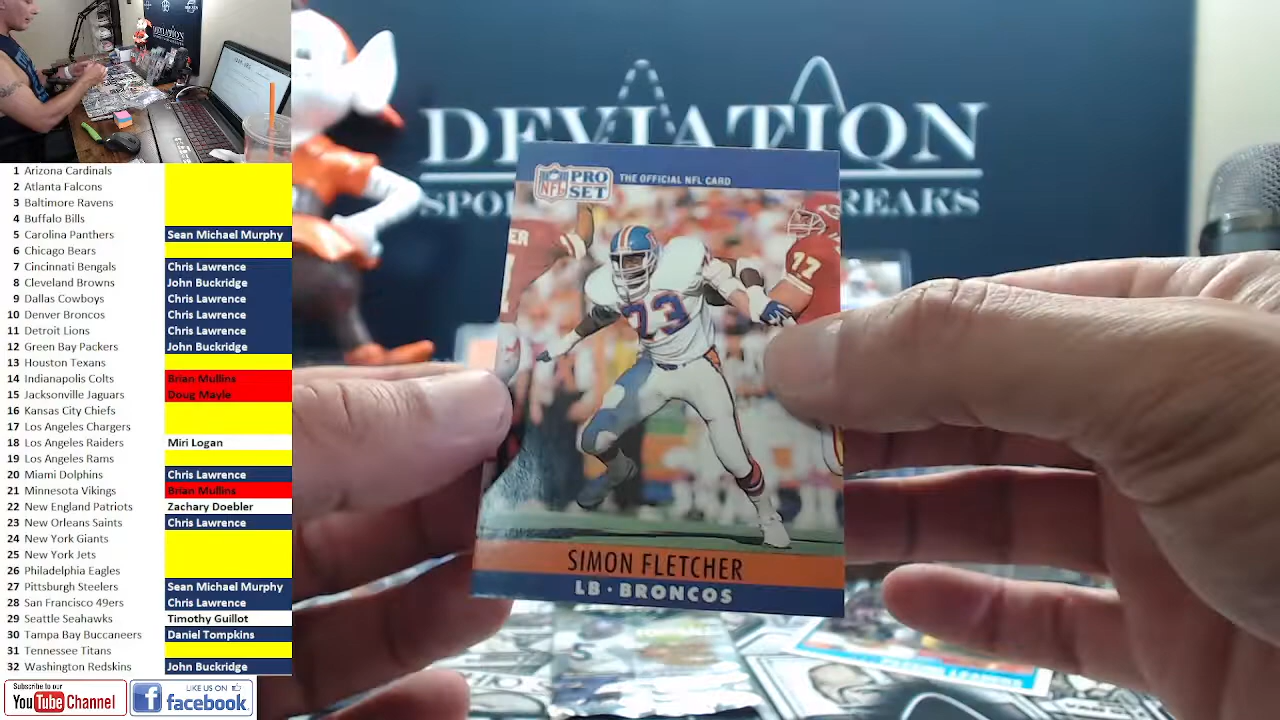 1 Arizona Cardinals
2 Atlanta Falcons
3 Baltimore Ravens
4 Buffalo Bills
5 Carolina Panthers Sean Michael Murphy
6 Chicago Bears
7 Cincinnati Bengals Chris Lawrence
8 Cleveland Browns John Buckridge
9 Dallas Cowboys Chris Lawrence
10 Denver Broncos Chris Lawrence
11 Detroit Lions Chris Lawrence
12 Green Bay Packers John Buckridge
13 Houston Texans
14 Indianapolis Colts Brian Mullins
15 Jacksonville Jaguars Doug Mayle
16 Kansas City Chiefs
17 Los Angeles Chargers
18 Los Angeles Raiders Miri Logan
19 Los Angeles Rams
20 Miami Dolphins Chris Lawrence
21 Minnesota Vikings Brian Mullins
22 New England Patriots Zachary Doebler
23 New Orleans Saints Chris Lawrence
24 New York Giants
25 New York Jets
26 Philadelphia Eagles
27 Pittsburgh Steelers Sean Michael Murphy
28 San Francisco 49ers Chris Lawrence
29 Seattle Seahawks Timothy Guillot
30 Tampa Bay Buccaneers Daniel Tompkins
31 Tennessee Titans
32 Washington Redskins John Buckridge
Subscribe to our
YouTube Channel
LIKE US ON
facebook
DEVIATION
NFL PRO SET
THE OFFICIAL NFL CARD
73
17
SIMON FLETCHER
LB · BRONCOS